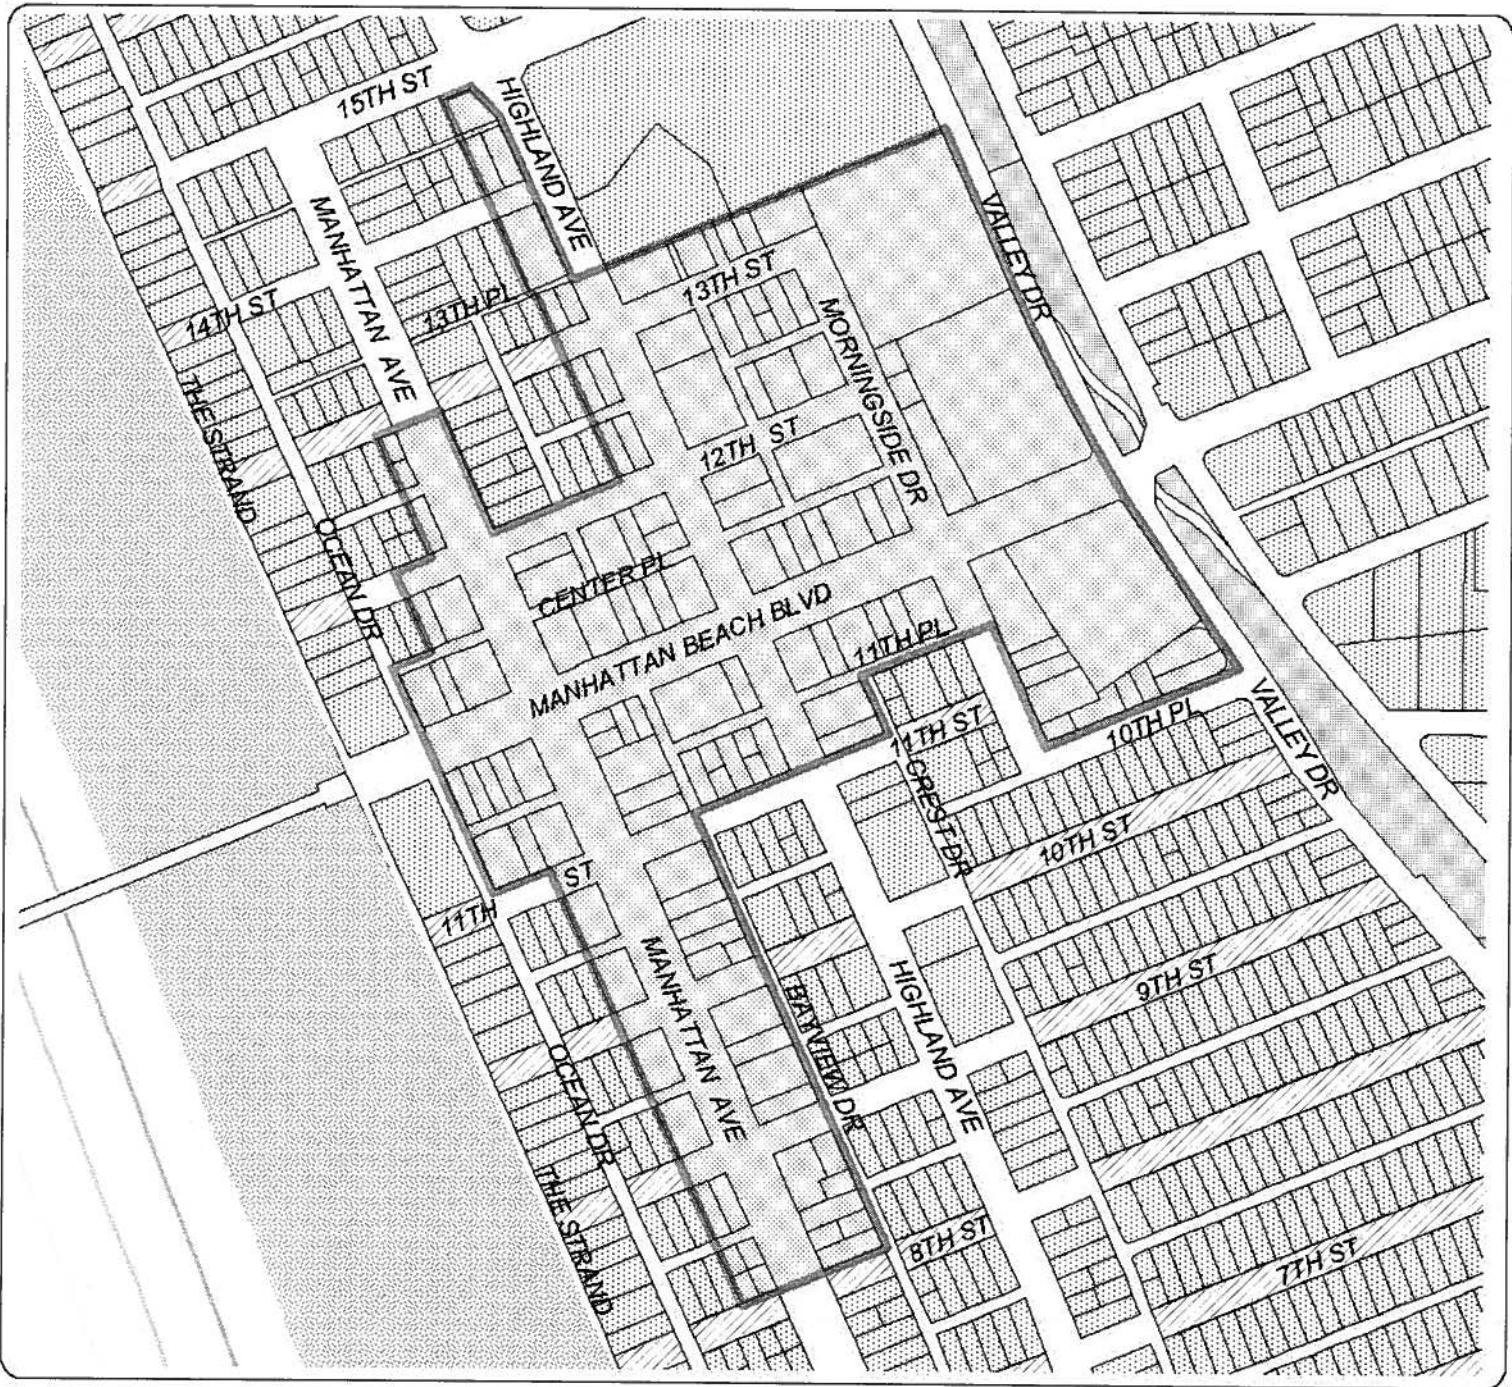 15TH ST
HIGHLAND AVE
MANHATTAN AVE
VALLEY DR
13TH ST
14TH ST
13TH PL
MORNINGSIDE DR
THE STRAND
12TH ST
OCEAN DR
CENTER PL
MANHATTAN BEACH BLVD
11TH PL
11TH ST
10TH PL
VALLEY DR
CREST DR
10TH ST
11TH ST
MANHATTAN AVE
HIGHLAND AVE
9TH ST
BAYVIEW DR
OCEAN DR
THE STRAND
8TH ST
7TH ST